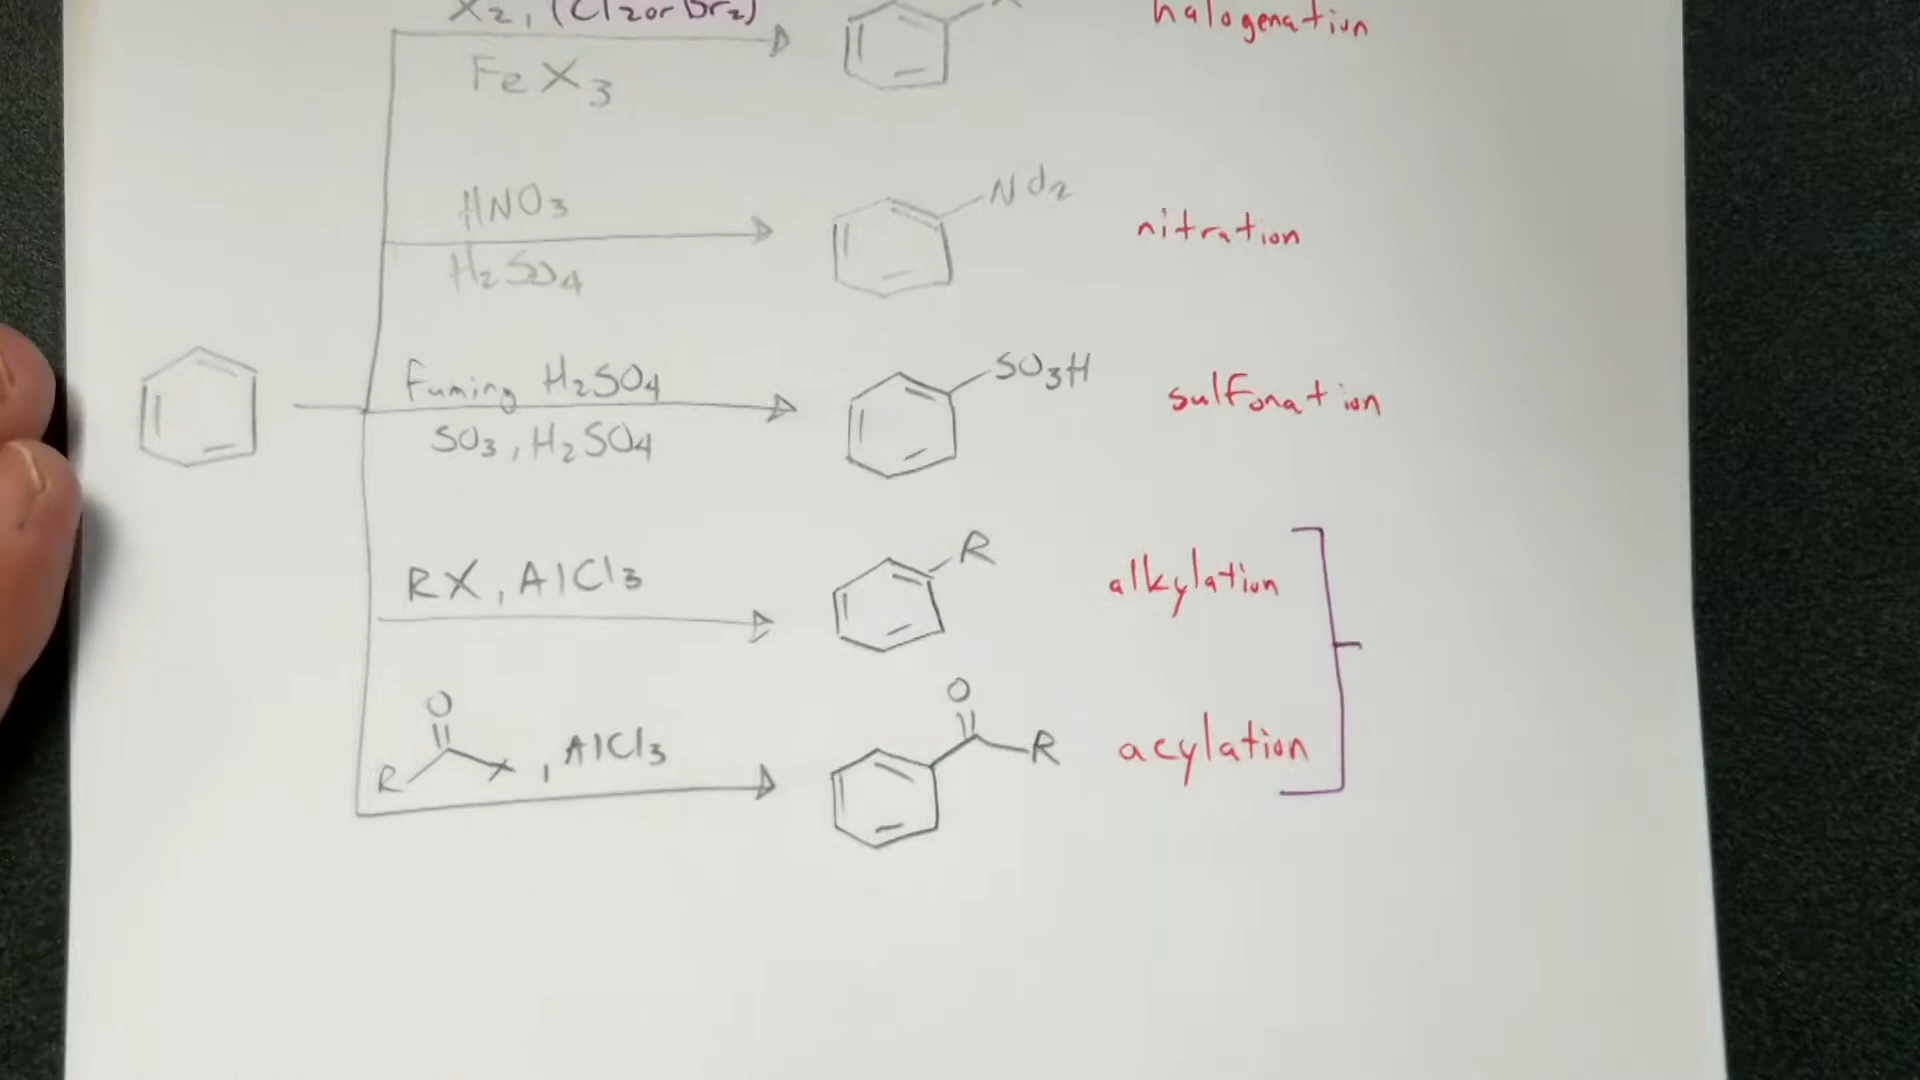 X2, (Cl2 or Br2)
halogenation
FeX3
HNO3
NO2
nitration
H2SO4
Fuming H2SO4
SO3H
sulfonation
SO3, H2SO4
R
RX, AlCl3
alkylation
O
O
R X, AlCl3
R
acylation